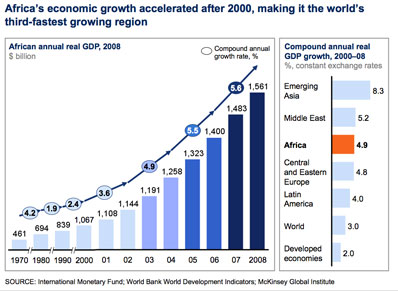 Africa's economic growth accelerated after 2000, making it the world's
third-fastest growing region
African annual real GDP, 2008
$ billion
Compound annual
growth rate, %
4.2
1.9
2.4
3.6
4.9
5.5
5.6
461
694
839
1,067
1,108
1,144
1,191
1,258
1,323
1,400
1,483
1,561
1970 1980 1990 2000 01 02 03 04 05 06 07 2008
Compound annual real
GDP growth, 2000–08
%, constant exchange rates
Emerging
Asia
8.3
Middle East
5.2
Africa
4.9
Central
and Eastern
Europe
4.8
Latin
America
4.0
World
3.0
Developed
economies
2.0
SOURCE: International Monetary Fund; World Bank World Development Indicators; McKinsey Global Institute